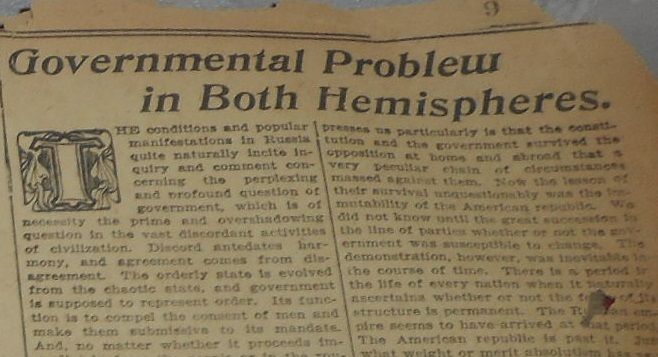 9
Governmental Problem
in Both Hemispheres.
THE conditions and popular
manifestations in Russia
quite naturally incite in-
quiry and comment con-
cerning the perplexing
and profound question of
government, which is of
necessity the prime and overshadowing
question in the vast discordant activities
of civilization. Discord antedates har-
mony, and agreement comes from dis-
agreement. The orderly state is evolved
from the chaotic state, and government
is supposed to represent order. Its func-
tion is to compel the consent of men and
make them submissive to its mandate.
And, no matter whether it proceeds
presses us particularly is that the consti-
tution and the government survived the
opposition at home and abroad that a
very peculiar chain of circumstances
massed against them. Now the lesson of
their survival unquestionably was the im-
mutability of the American republic. We
did not know until the great succession in
the line of parties whether or not the gov-
ernment was susceptible to change. The
demonstration, however, was inevitable in
the course of time. There is a period in
the life of every nation when it naturally
ascertains whether or not the of its
structure is permanent. The em-
pire seems to have arrived at that period.
The American republic is past it.
what weight or merit